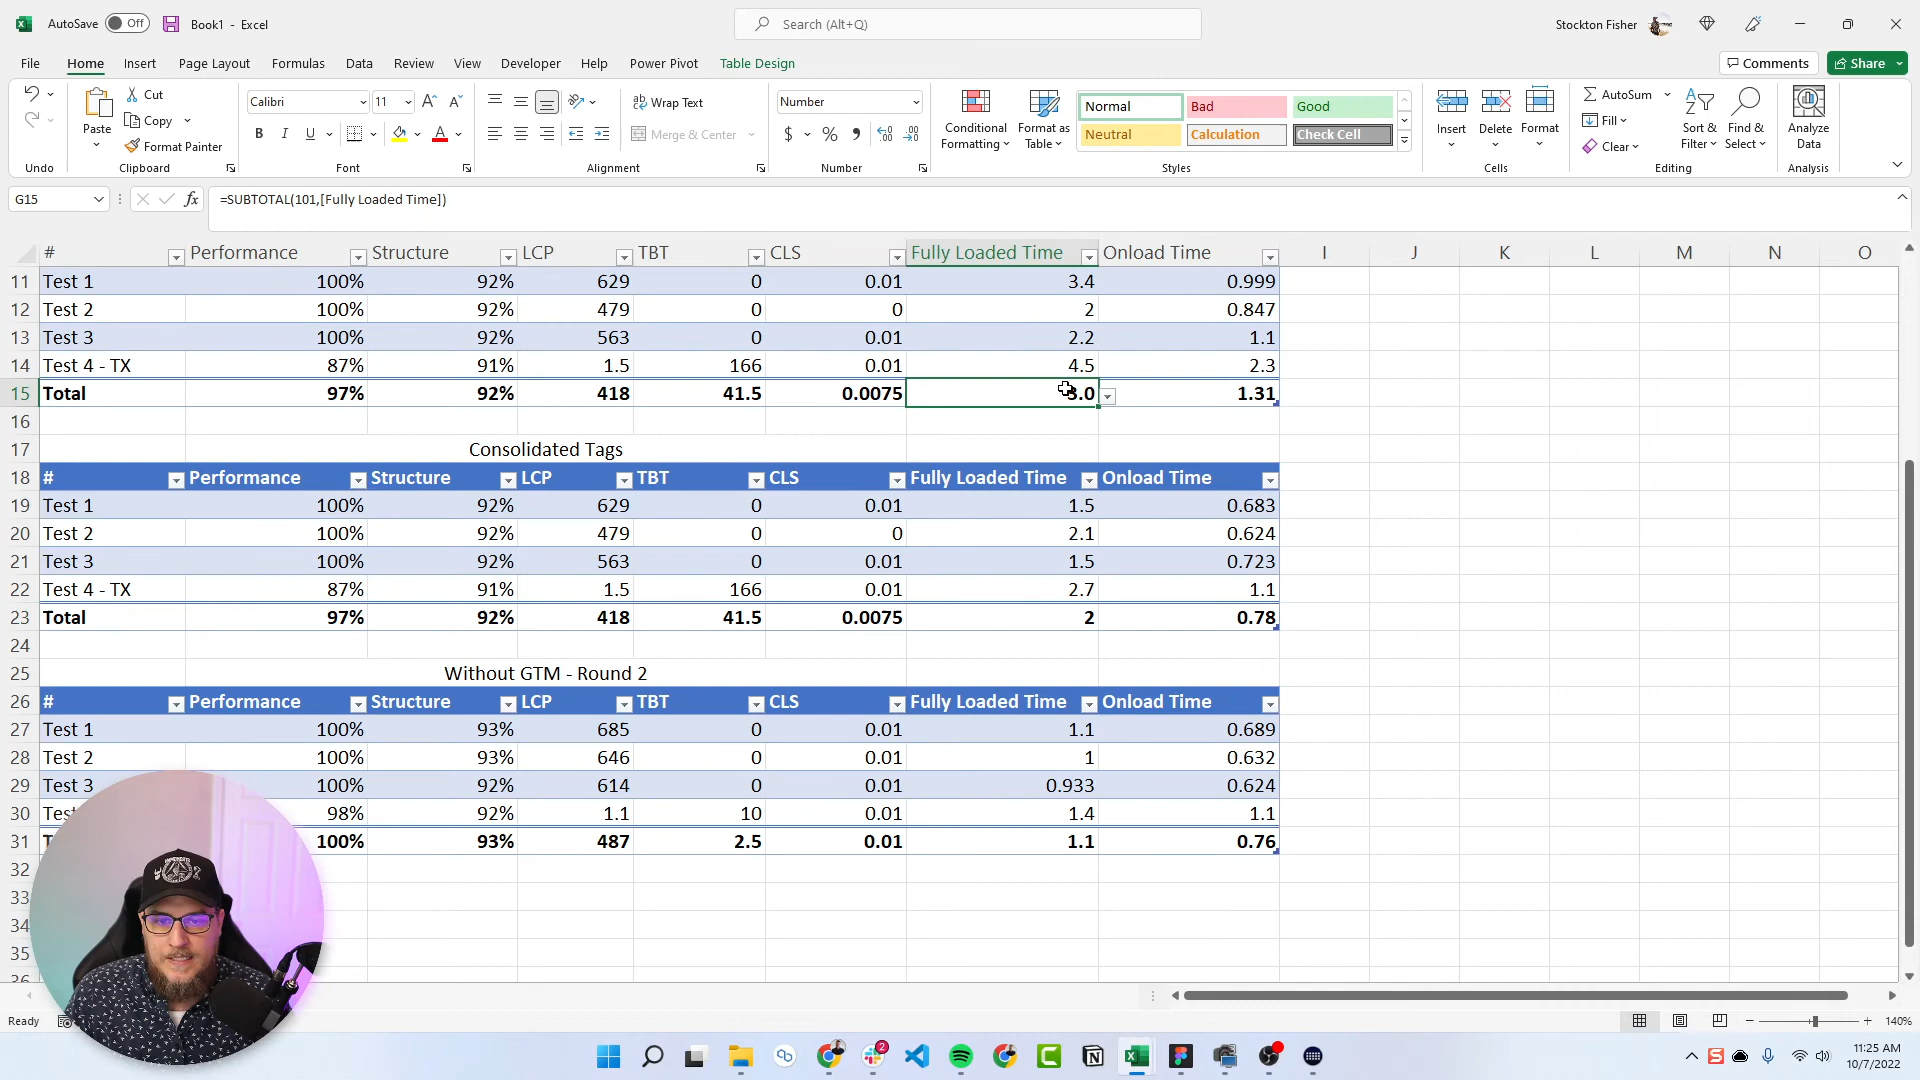 AutoSave Off Book1 - Excel Search (Alt+Q) Stockton Fisher
File Home Insert Page Layout Formulas Data Review View Developer Help Power Pivot Table Design Comments Share
Cut Calibri 11 Wrap Text Number Normal Bad Good AutoSum
Paste Copy Conditional Formatting Format as Table Insert Delete Format Fill Sort & Filter Find & Select Analyze Data
Format Painter B I U Merge & Center $ % Neutral Calculation Check Cell Clear
Undo Clipboard Font Alignment Number Styles Cells Editing Analysis
G15 fx =SUBTOTAL(101,[Fully Loaded Time])
# Performance Structure LCP TBT CLS Fully Loaded Time Onload Time I J K L M N O
11 Test 1 100% 92% 629 0 0.01 3.4 0.999
12 Test 2 100% 92% 479 0 0 2 0.847
13 Test 3 100% 92% 563 0 0.01 2.2 1.1
14 Test 4 - TX 87% 91% 1.5 166 0.01 4.5 2.3
15 Total 97% 92% 418 41.5 0.0075 3.0 1.31
16
17 Consolidated Tags
18 # Performance Structure LCP TBT CLS Fully Loaded Time Onload Time
19 Test 1 100% 92% 629 0 0.01 1.5 0.683
20 Test 2 100% 92% 479 0 0 2.1 0.624
21 Test 3 100% 92% 563 0 0.01 1.5 0.723
22 Test 4 - TX 87% 91% 1.5 166 0.01 2.7 1.1
23 Total 97% 92% 418 41.5 0.0075 2 0.78
24
25 Without GTM - Round 2
26 # Performance Structure LCP TBT CLS Fully Loaded Time Onload Time
27 Test 1 100% 93% 685 0 0.01 1.1 0.689
28 Test 2 100% 93% 646 0 0.01 1 0.632
29 Test 3 100% 92% 614 0 0.01 0.933 0.624
30 Test 98% 92% 1.1 10 0.01 1.4 1.1
31 T 100% 93% 487 2.5 0.01 1.1 0.76
32
33
34
35
Ready 140%
2 11:25 AM
10/7/2022